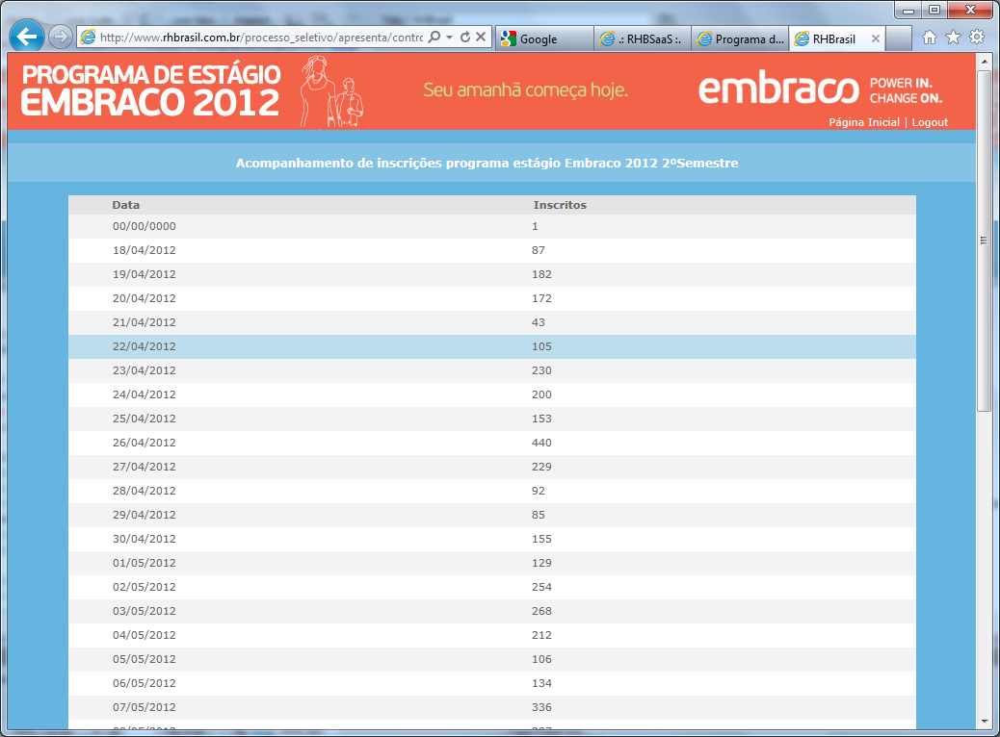 http://www.rhbrasil.com.br/processo_seletivo/apresenta/contro
Google
.: RHBSaaS :.
Programa d...
RHBrasil
PROGRAMA DE ESTÁGIO
EMBRACO 2012
Seu amanhã começa hoje.
embraco
POWER IN.
CHANGE ON.
Página Inicial | Logout
Acompanhamento de inscrições programa estágio Embraco 2012 2ºSemestre
Data Inscritos
00/00/0000 1
18/04/2012 87
19/04/2012 182
20/04/2012 172
21/04/2012 43
22/04/2012 105
23/04/2012 230
24/04/2012 200
25/04/2012 153
26/04/2012 440
27/04/2012 229
28/04/2012 92
29/04/2012 85
30/04/2012 155
01/05/2012 129
02/05/2012 254
03/05/2012 268
04/05/2012 212
05/05/2012 106
06/05/2012 134
07/05/2012 336